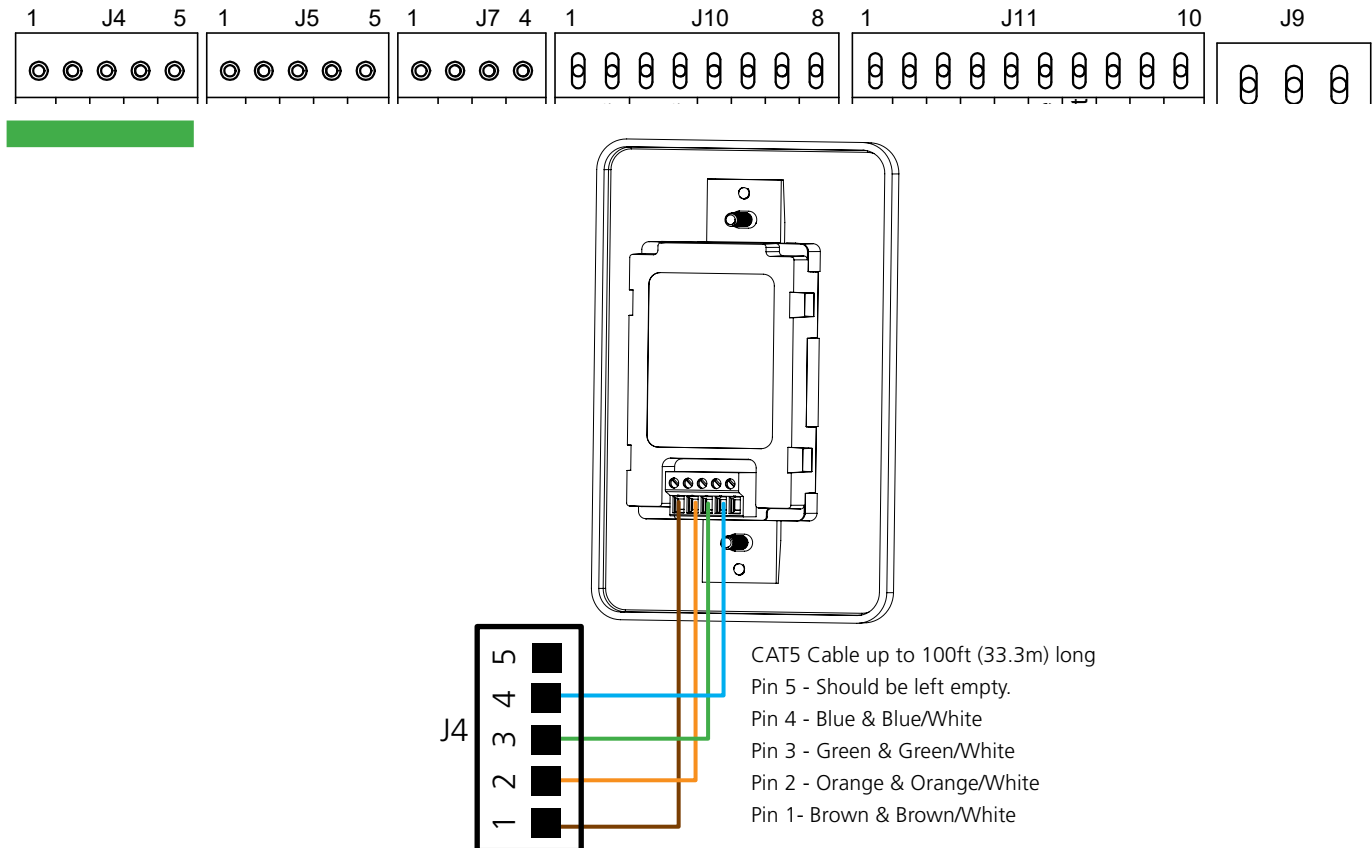 1 J4 5 1 J5 5 1 J7 4 1 J10 8 1 J11 10 J9
CAT5 Cable up to 100ft (33.3m) long
Pin 5 - Should be left empty.
Pin 4 - Blue & Blue/White
Pin 3 - Green & Green/White
Pin 2 - Orange & Orange/White
Pin 1- Brown & Brown/White
J4
5
4
3
2
1